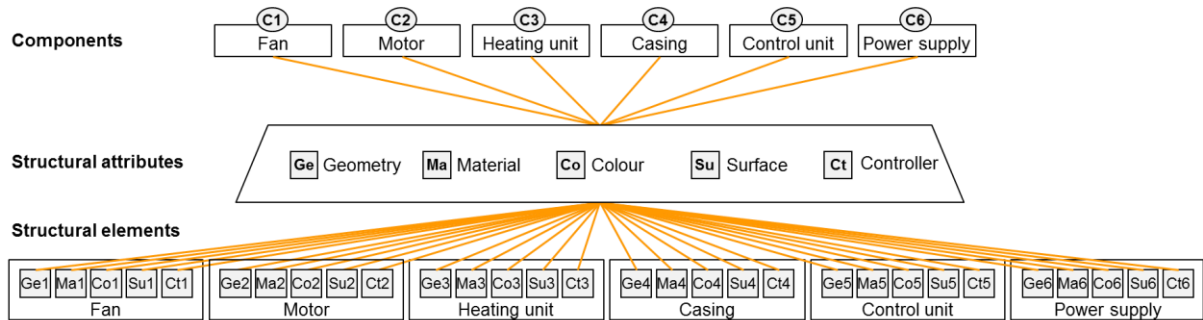 C1 C2 C3 C4 C5 C6
Components
Fan Motor Heating unit Casing Control unit Power supply
Structural attributes
Ge Geometry Ma Material Co Colour Su Surface Ct Controller
Structural elements
Ge1 Ma1 Co1 Su1 Ct1 Ge2 Ma2 Co2 Su2 Ct2 Ge3 Ma3 Co3 Su3 Ct3 Ge4 Ma4 Co4 Su4 Ct4 Ge5 Ma5 Co5 Su5 Ct5 Ge6 Ma6 Co6 Su6 Ct6
Fan Motor Heating unit Casing Control unit Power supply